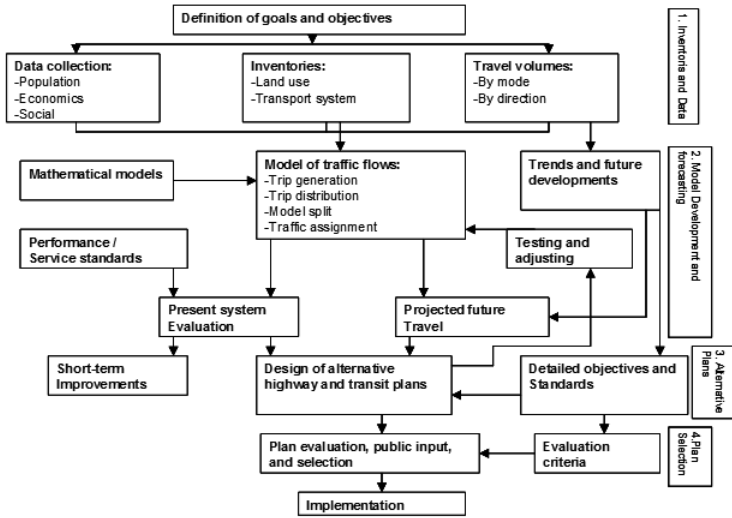 Definition of goals and objectives
Data collection:
-Population
-Economics
-Social
Inventories:
-Land use
-Transport system
Travel volumes:
-By mode
-By direction
1. Inventoris and Data
Mathematical models
Model of traffic flows:
-Trip generation
-Trip distribution
-Model split
-Traffic assignment
Trends and future
developments
2. Model Development and
forecasting
Performance /
Service standards
Testing and
adjusting
Present system
Evaluation
Projected future
Travel
Short-term
Improvements
Design of alternative
highway and transit plans
Detailed objectives and
Standards
3. Alternative
Plans
Plan evaluation, public input,
and selection
Evaluation
criteria
4.Plan
Selection
Implementation